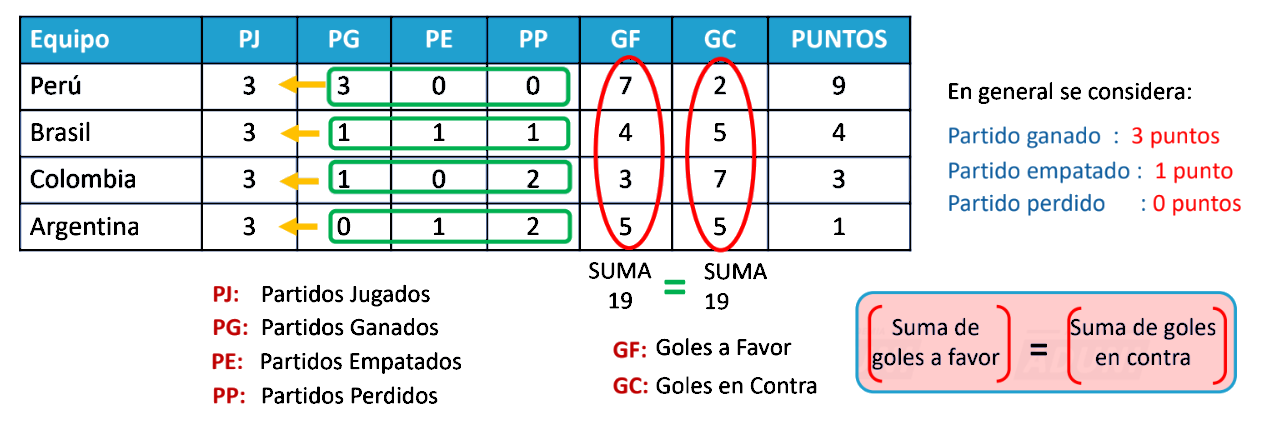 Equipo PJ PG PE PP GF GC PUNTOS
Perú 3 3 0 0 7 2 9
Brasil 3 1 1 1 4 5 4
Colombia 3 1 0 2 3 7 3
Argentina 3 0 1 2 5 5 1
En general se considera:
Partido ganado : 3 puntos
Partido empatado : 1 punto
Partido perdido : 0 puntos
SUMA = SUMA
19 19
PJ: Partidos Jugados
PG: Partidos Ganados
PE: Partidos Empatados
PP: Partidos Perdidos
GF: Goles a Favor
GC: Goles en Contra
Suma de
goles a favor
=
Suma de goles
en contra